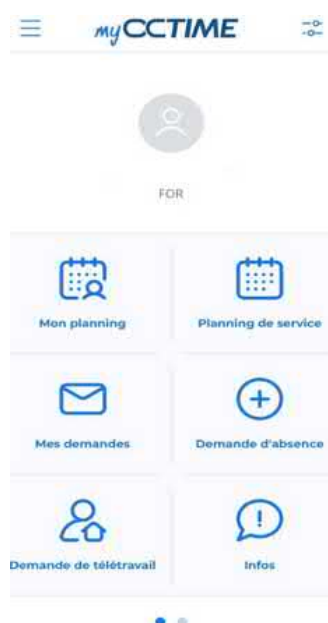 myCCTIME
FOR
Mon planning
Planning de service
Mes demandes
Demande d'absence
Demande de télétravail
Infos